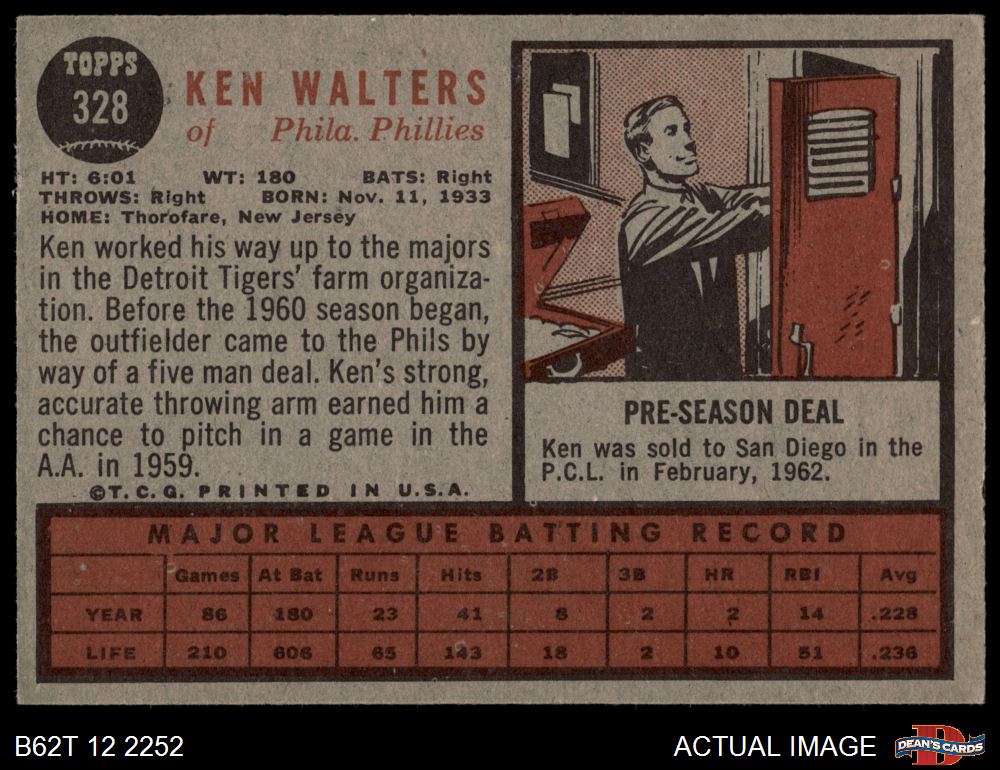 TOPPS
328
KEN WALTERS
of Phila. Phillies
HT: 6:01 WT: 180 BATS: Right
THROWS: Right BORN: Nov. 11, 1933
HOME: Thorofare, New Jersey
Ken worked his way up to the majors
in the Detroit Tigers' farm organiza-
tion. Before the 1960 season began,
the outfielder came to the Phils by
way of a five man deal. Ken's strong,
accurate throwing arm earned him a
chance to pitch in a game in the
A.A. in 1959.
©T.C.G. PRINTED IN U.S.A.
PRE-SEASON DEAL
Ken was sold to San Diego in the
P.C.L. in February, 1962.
MAJOR LEAGUE BATTING RECORD
Games At Bat Runs Hits 2B 3B HR RBI Avg
YEAR 86 180 23 41 8 2 2 14 .228
LIFE 210 606 65 143 18 2 10 51 .236
B62T 12 2252
ACTUAL IMAGE
D
DEAN'S CARDS